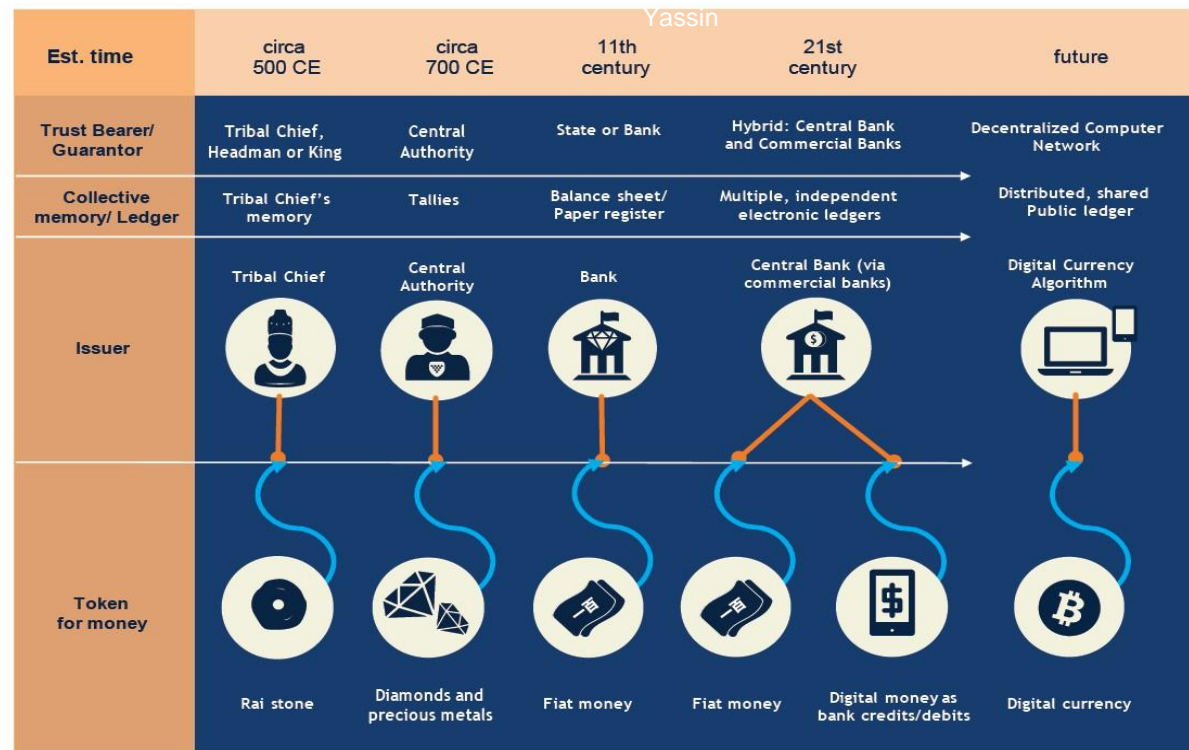 Yassin
Est. time
circa
500 CE
circa
700 CE
11th
century
21st
century
future
Trust Bearer/
Guarantor
Tribal Chief,
Headman or King
Central
Authority
State or Bank
Hybrid: Central Bank
and Commercial Banks
Decentralized Computer
Network
Collective
memory/ Ledger
Tribal Chief's
memory
Tallies
Balance sheet/
Paper register
Multiple, independent
electronic ledgers
Distributed, shared
Public ledger
Issuer
Tribal Chief
Central
Authority
Bank
Central Bank (via
commercial banks)
Digital Currency
Algorithm
$
Token
for money
一百
一百
$
₿
Rai stone
Diamonds and
precious metals
Fiat money
Fiat money
Digital money as
bank credits/debits
Digital currency